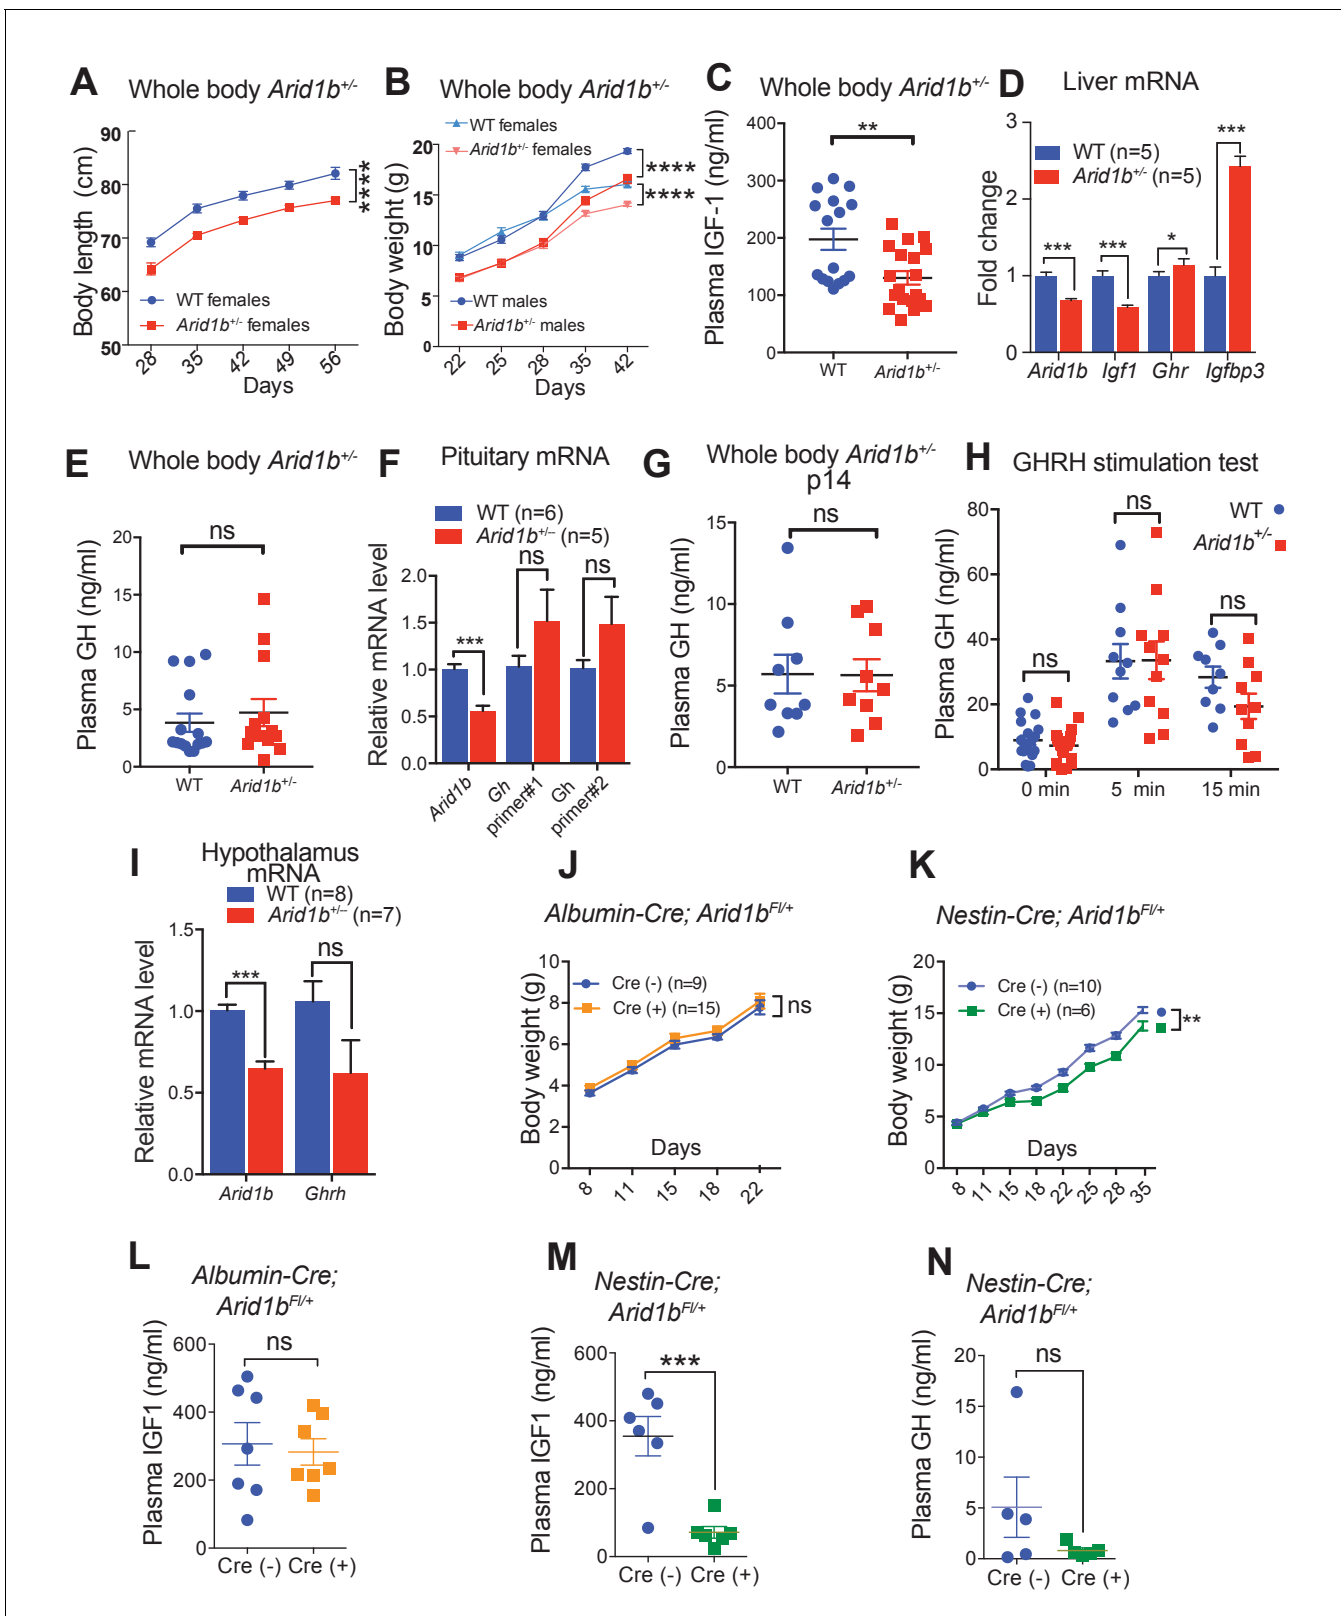 A
Whole body Arid1b+/-
Body length (cm)
90
80
70
60
50
WT females
Arid1b+/- females
28
35
42
49
56
Days
****
B
Whole body Arid1b+/-
WT females
Arid1b+/- females
Body weight (g)
20
15
10
5
0
****
****
WT males
Arid1b+/- males
22
25
28
35
42
Days
C
Whole body Arid1b+/-
Plasma IGF-1 (ng/ml)
400
300
200
100
0
**
WT
Arid1b+/-
D
Liver mRNA
Fold change
3
2
1
0
WT (n=5)
Arid1b+/- (n=5)
***
***
*
***
Arid1b
Igf1
Ghr
Igfbp3
E
Whole body Arid1b+/-
Plasma GH (ng/ml)
20
15
10
5
0
ns
WT
Arid1b+/-
F
Pituitary mRNA
WT (n=6)
Arid1b+/- (n=5)
Relative mRNA level
2.0
1.5
1.0
0.5
0.0
***
ns
ns
Arid1b
Gh
primer#1
Gh
primer#2
G
Whole body Arid1b+/-
p14
Plasma GH (ng/ml)
15
10
5
0
ns
WT
Arid1b+/-
H
GHRH stimulation test
Plasma GH (ng/ml)
80
60
40
20
0
WT
Arid1b+/-
ns
ns
ns
0 min
5 min
15 min
I
Hypothalamus
mRNA
WT (n=8)
Arid1b+/- (n=7)
Relative mRNA level
1.5
1.0
0.5
0.0
***
ns
Arid1b
Ghrh
J
Albumin-Cre; Arid1bFl/+
Body weight (g)
10
8
6
4
2
0
Cre (-) (n=9)
Cre (+) (n=15)
ns
Days
8
11
15
18
22
K
Nestin-Cre; Arid1bFl/+
Body weight (g)
20
15
10
5
0
Cre (-) (n=10)
Cre (+) (n=6)
**
Days
8
11
15
18
22
25
28
35
L
Albumin-Cre;
Arid1bFl/+
Plasma IGF1 (ng/ml)
600
400
200
0
ns
Cre (-)
Cre (+)
M
Nestin-Cre;
Arid1bFl/+
Plasma IGF1 (ng/ml)
600
400
200
0
***
Cre (-)
Cre (+)
N
Nestin-Cre;
Arid1bFl/+
Plasma GH (ng/ml)
20
15
10
5
0
ns
Cre (-)
Cre (+)